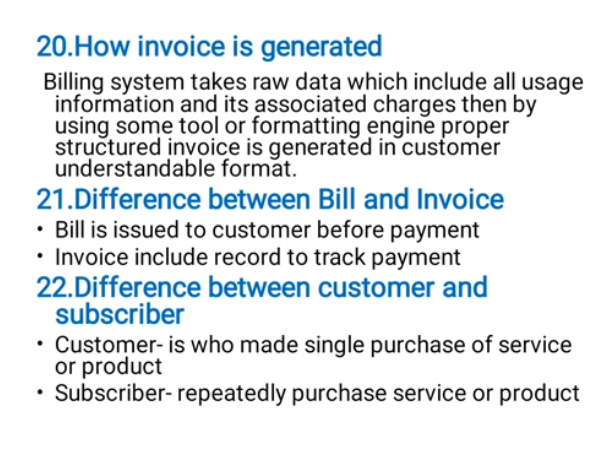 20.How invoice is generated
Billing system takes raw data which include all usage
information and its associated charges then by
using some tool or formatting engine proper
structured invoice is generated in customer
understandable format.
21.Difference between Bill and Invoice
• Bill is issued to customer before payment
• Invoice include record to track payment
22.Difference between customer and
subscriber
• Customer- is who made single purchase of service
or product
• Subscriber- repeatedly purchase service or product